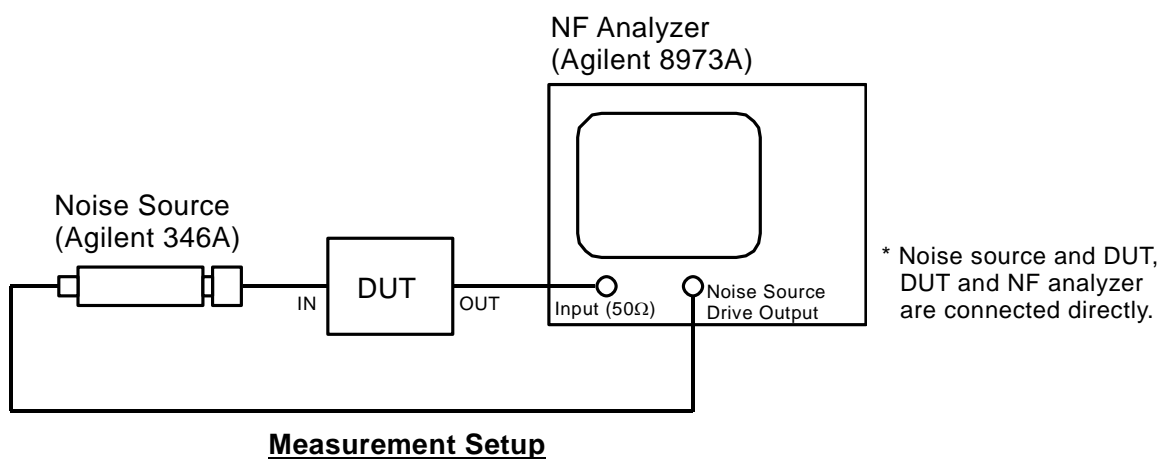 NF Analyzer
(Agilent 8973A)
Noise Source
(Agilent 346A)
DUT
IN
OUT
Input (50Ω)
Noise Source
Drive Output
* Noise source and DUT,
DUT and NF analyzer
are connected directly.
Measurement Setup